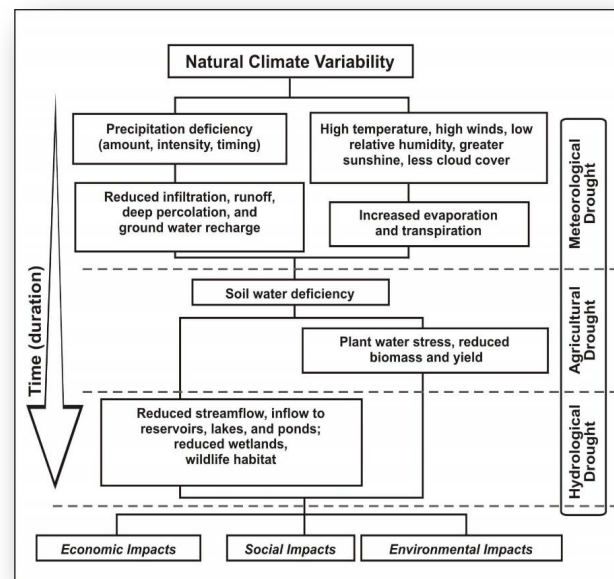 Natural Climate Variability
Precipitation deficiency
(amount, intensity, timing)
High temperature, high winds, low
relative humidity, greater
sunshine, less cloud cover
Reduced infiltration, runoff,
deep percolation, and
ground water recharge
Increased evaporation
and transpiration
Meteorological
Drought
Soil water deficiency
Plant water stress, reduced
biomass and yield
Agricultural
Drought
Time (duration)
Reduced streamflow, inflow to
reservoirs, lakes, and ponds;
reduced wetlands,
wildlife habitat
Hydrological
Drought
Economic Impacts
Social Impacts
Environmental Impacts